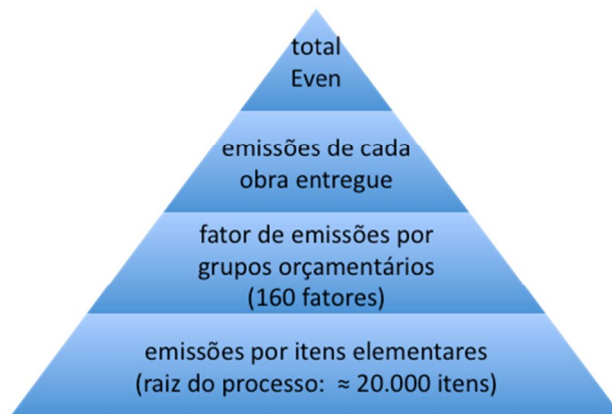 total
Even
emissões de cada
obra entregue
fator de emissões por
grupos orçamentários
(160 fatores)
emissões por itens elementares
(raiz do processo:  ≈ 20.000 itens)